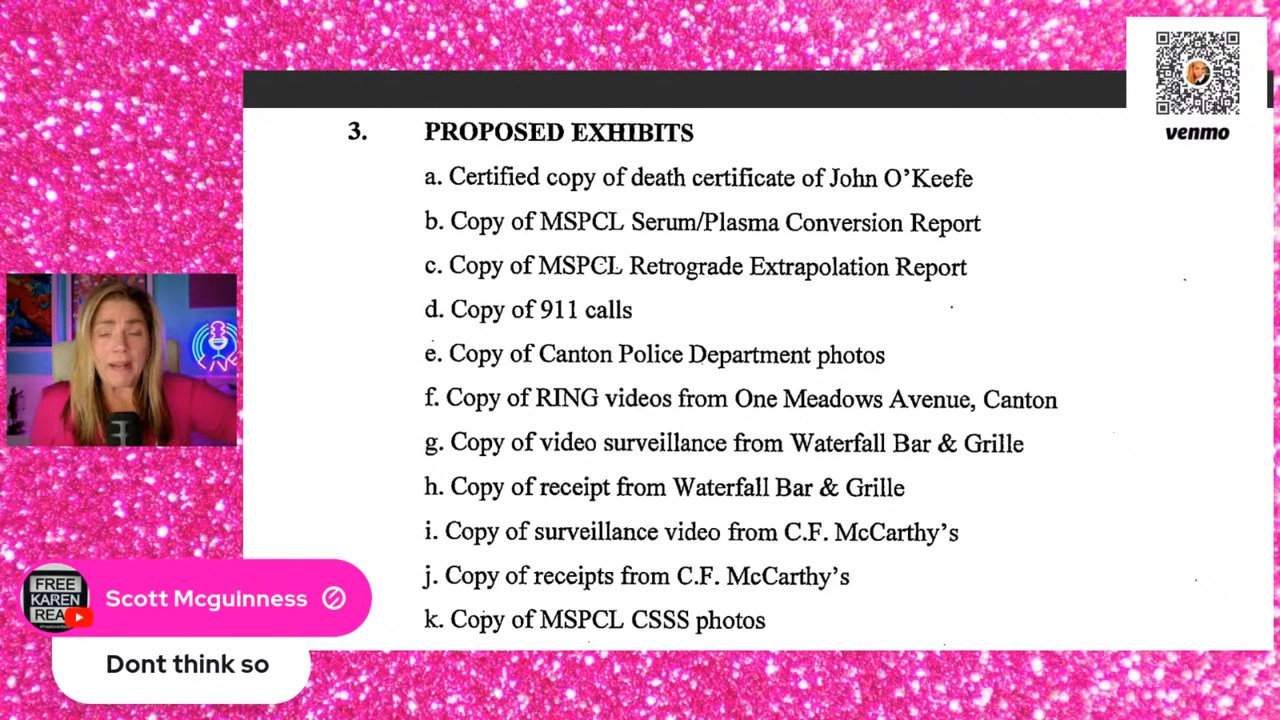 venmo
3. PROPOSED EXHIBITS
a. Certified copy of death certificate of John O’Keefe
b. Copy of MSPCL Serum/Plasma Conversion Report
c. Copy of MSPCL Retrograde Extrapolation Report
d. Copy of 911 calls
e. Copy of Canton Police Department photos
f. Copy of RING videos from One Meadows Avenue, Canton
g. Copy of video surveillance from Waterfall Bar & Grille
h. Copy of receipt from Waterfall Bar & Grille
i. Copy of surveillance video from C.F. McCarthy’s
j. Copy of receipts from C.F. McCarthy’s
k. Copy of MSPCL CSSS photos
FREE
KAREN
REA
Scott Mcguinness
Dont think so